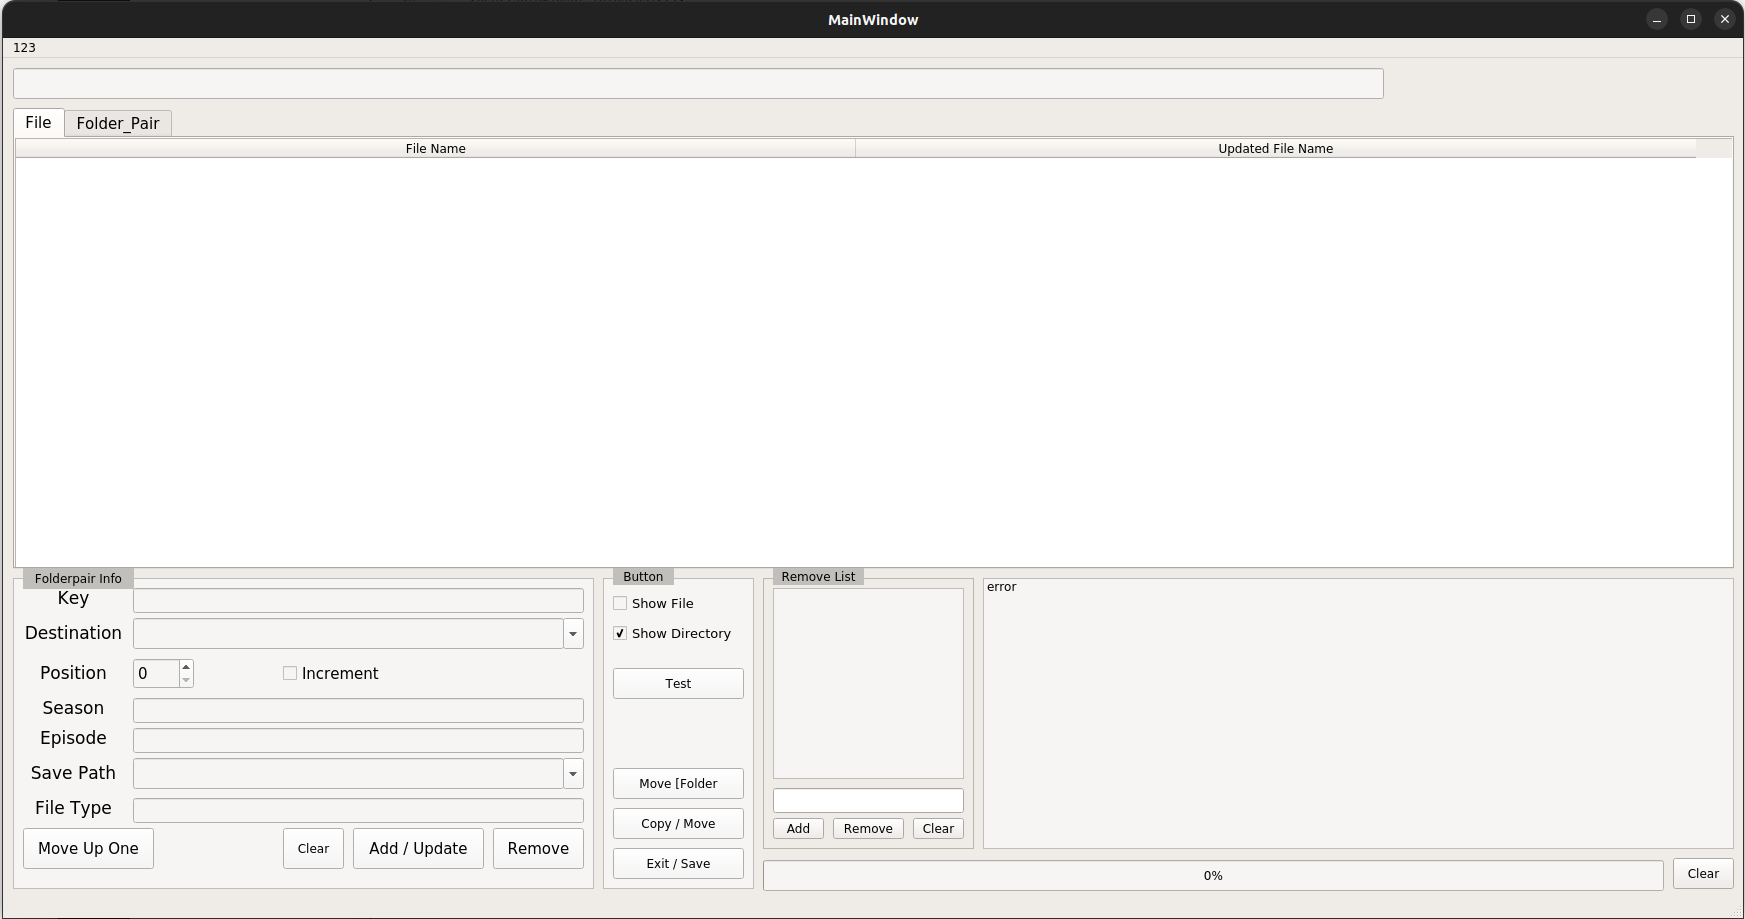 MainWindow
123
File
Folder_Pair
File Name
Updated File Name
Folderpair Info
Key
Destination
Position
0
Increment
Season
Episode
Save Path
File Type
Move Up One
Clear
Add / Update
Remove
Button
Show File
Show Directory
Test
Move [Folder
Copy / Move
Exit / Save
Remove List
Add
Remove
Clear
error
0%
Clear